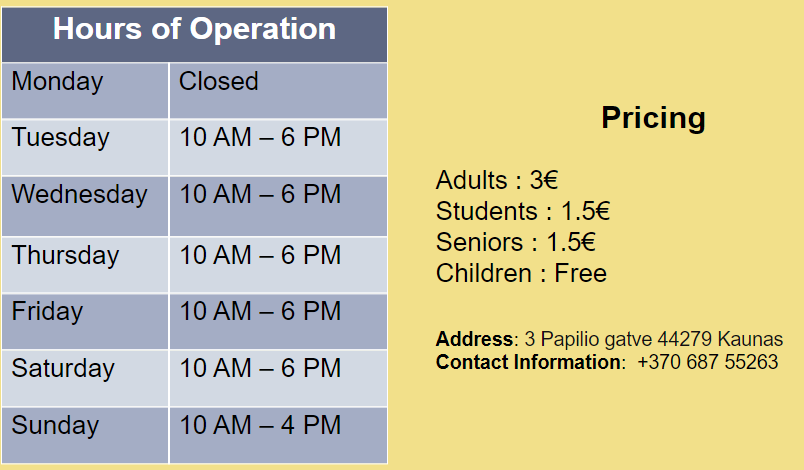 Hours of Operation
Monday Closed
Tuesday 10 AM – 6 PM
Wednesday 10 AM – 6 PM
Thursday 10 AM – 6 PM
Friday 10 AM – 6 PM
Saturday 10 AM – 6 PM
Sunday 10 AM – 4 PM
Pricing
Adults : 3€
Students : 1.5€
Seniors : 1.5€
Children : Free
Address: 3 Papilio gatve 44279 Kaunas
Contact Information: +370 687 55263